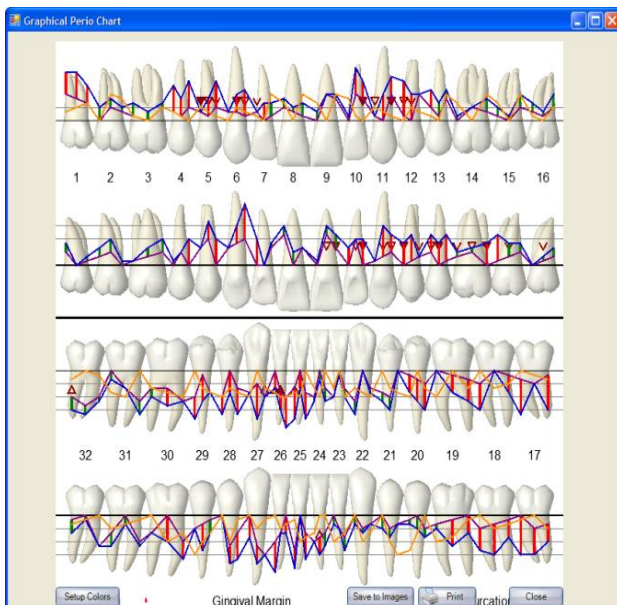 Graphical Perio Chart
1 2 3 4 5 6 7 8 9 10 11 12 13 14 15 16
32 31 30 29 28 27 26 25 24 23 22 21 20 19 18 17
Setup Colors Gingival Margin Save to Images Print Close